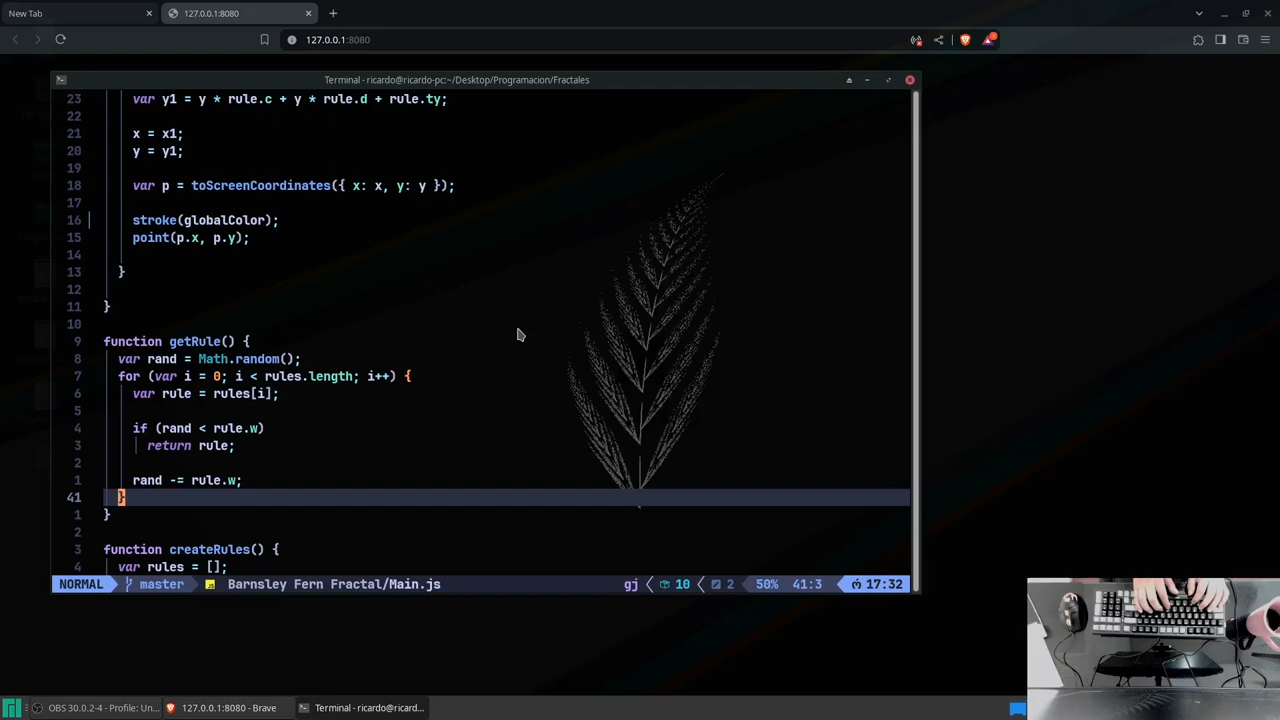 New Tab
127.0.0.1:8080
127.0.0.1:8080
Terminal - ricardo@ricardo-pc:~/Desktop/Programacion/Fractales
23 var y1 = y * rule.c + y * rule.d + rule.ty;
22
21 x = x1;
20 y = y1;
19
18 var p = toScreenCoordinates({ x: x, y: y });
17
16 stroke(globalColor);
15 point(p.x, p.y);
14
13 }
12
11 }
10
9 function getRule() {
8 var rand = Math.random();
7 for (var i = 0; i < rules.length; i++) {
6 var rule = rules[i];
5
4 if (rand < rule.w)
3 return rule;
2
1 rand -= rule.w;
41 }
1 }
2
3 function createRules() {
4 var rules = [];
NORMAL master Barnsley Fern Fractal/Main.js gj 10 2 50% 41:3 17:32
OBS 30.0.2-4 - Profile: Un...
127.0.0.1:8080 - Brave
Terminal - ricardo@ricard...